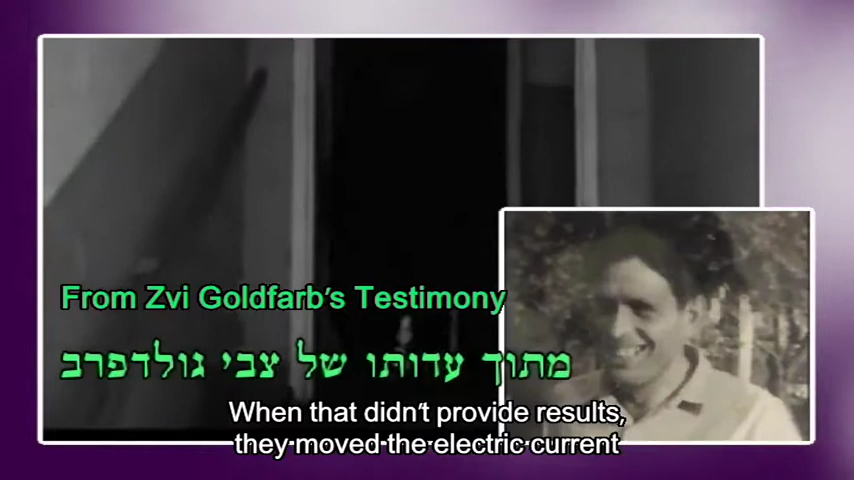 From Zvi Goldfarb's Testimony
מתוך עדותו של צבי גולדפרב
When that didn't provide results,
they moved the electric current